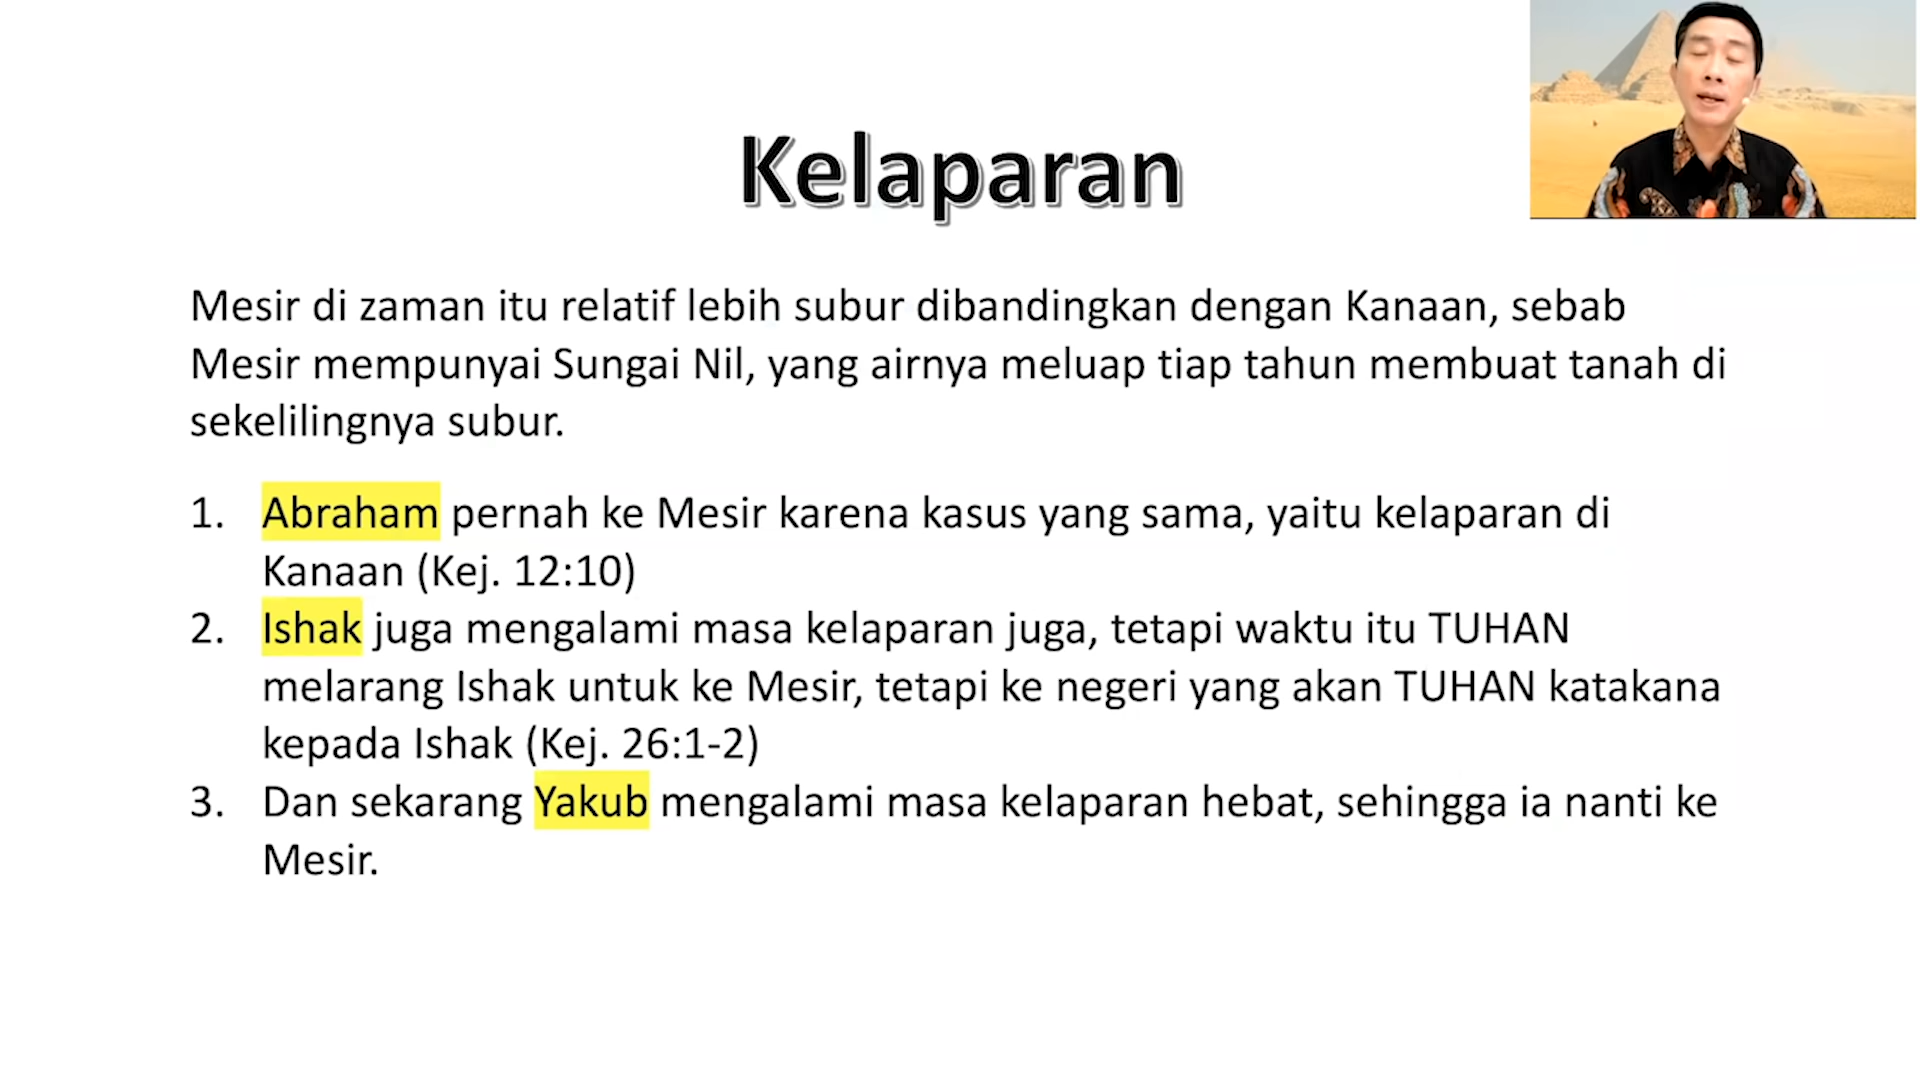 Kelaparan
Mesir di zaman itu relatif lebih subur dibandingkan dengan Kanaan, sebab
Mesir mempunyai Sungai Nil, yang airnya meluap tiap tahun membuat tanah di
sekelilingnya subur.
1. Abraham pernah ke Mesir karena kasus yang sama, yaitu kelaparan di
Kanaan (Kej. 12:10)
2. Ishak juga mengalami masa kelaparan juga, tetapi waktu itu TUHAN
melarang Ishak untuk ke Mesir, tetapi ke negeri yang akan TUHAN katakana
kepada Ishak (Kej. 26:1-2)
3. Dan sekarang Yakub mengalami masa kelaparan hebat, sehingga ia nanti ke
Mesir.